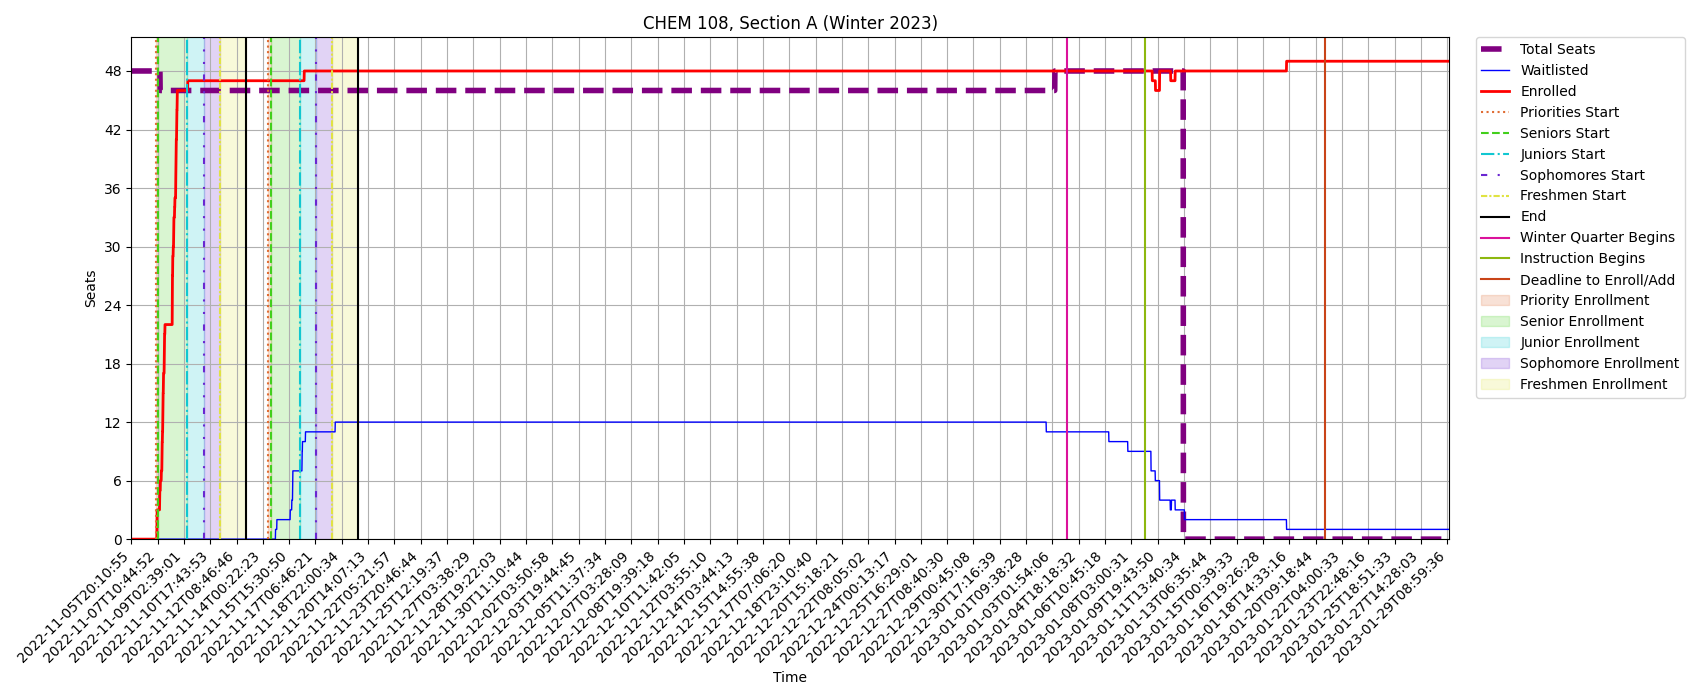 CHEM 108, Section A (Winter 2023)
Seats
48
42
36
30
24
18
12
6
0
2022-11-05T20:10:55
2022-11-07T10:44:52
2022-11-09T02:39:01
2022-11-10T17:43:53
2022-11-12T08:46:46
2022-11-14T00:22:23
2022-11-15T15:30:50
2022-11-17T06:46:21
2022-11-18T22:00:34
2022-11-20T14:07:13
2022-11-22T05:21:57
2022-11-23T20:46:44
2022-11-25T12:19:37
2022-11-27T03:38:29
2022-11-28T19:22:03
2022-11-30T11:10:44
2022-12-02T03:50:58
2022-12-03T19:44:45
2022-12-05T11:37:34
2022-12-07T03:28:09
2022-12-08T19:39:18
2022-12-10T11:42:05
2022-12-12T03:55:10
2022-12-14T03:44:13
2022-12-15T14:55:38
2022-12-17T07:06:20
2022-12-18T23:10:40
2022-12-20T15:18:21
2022-12-22T08:05:02
2022-12-24T00:13:17
2022-12-25T16:29:01
2022-12-27T08:40:30
2022-12-29T00:45:08
2022-12-30T17:16:39
2023-01-01T09:38:28
2023-01-03T01:54:06
2023-01-04T18:18:32
2023-01-06T10:45:18
2023-01-08T03:00:31
2023-01-09T19:43:50
2023-01-11T13:40:34
2023-01-13T06:35:44
2023-01-15T00:39:33
2023-01-16T19:26:28
2023-01-18T14:33:16
2023-01-20T09:18:44
2023-01-22T04:00:33
2023-01-23T22:48:16
2023-01-25T18:51:33
2023-01-27T14:28:03
2023-01-29T08:59:36
Time
Total Seats
Waitlisted
Enrolled
Priorities Start
Seniors Start
Juniors Start
Sophomores Start
Freshmen Start
End
Winter Quarter Begins
Instruction Begins
Deadline to Enroll/Add
Priority Enrollment
Senior Enrollment
Junior Enrollment
Sophomore Enrollment
Freshmen Enrollment